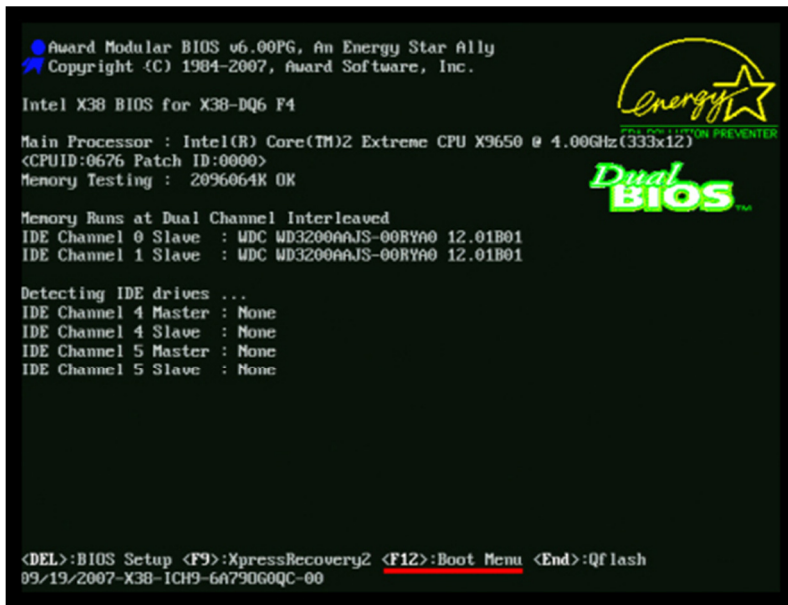 Award Modular BIOS v6.00PG, An Energy Star Ally
Copyright (C) 1984-2007, Award Software, Inc.
energy
EPA POLLUTION PREVENTER
Intel X38 BIOS for X38-DQ6 F4
Main Processor : Intel(R) Core(TM)2 Extreme CPU X9650 @ 4.00GHz(333x12)
<CPUID:0676 Patch ID:0000>
Memory Testing :  2096064K OK
Dual
BIOS™
Memory Runs at Dual Channel Interleaved
IDE Channel 0 Slave  : WDC WD3200AAJS-00RYA0 12.01B01
IDE Channel 1 Slave  : WDC WD3200AAJS-00RYA0 12.01B01
Detecting IDE drives ...
IDE Channel 4 Master : None
IDE Channel 4 Slave  : None
IDE Channel 5 Master : None
IDE Channel 5 Slave  : None
<DEL>:BIOS Setup <F9>:XpressRecovery2 <F12>:Boot Menu <End>:Qflash
09/19/2007-X38-ICH9-6A79OG0QC-00